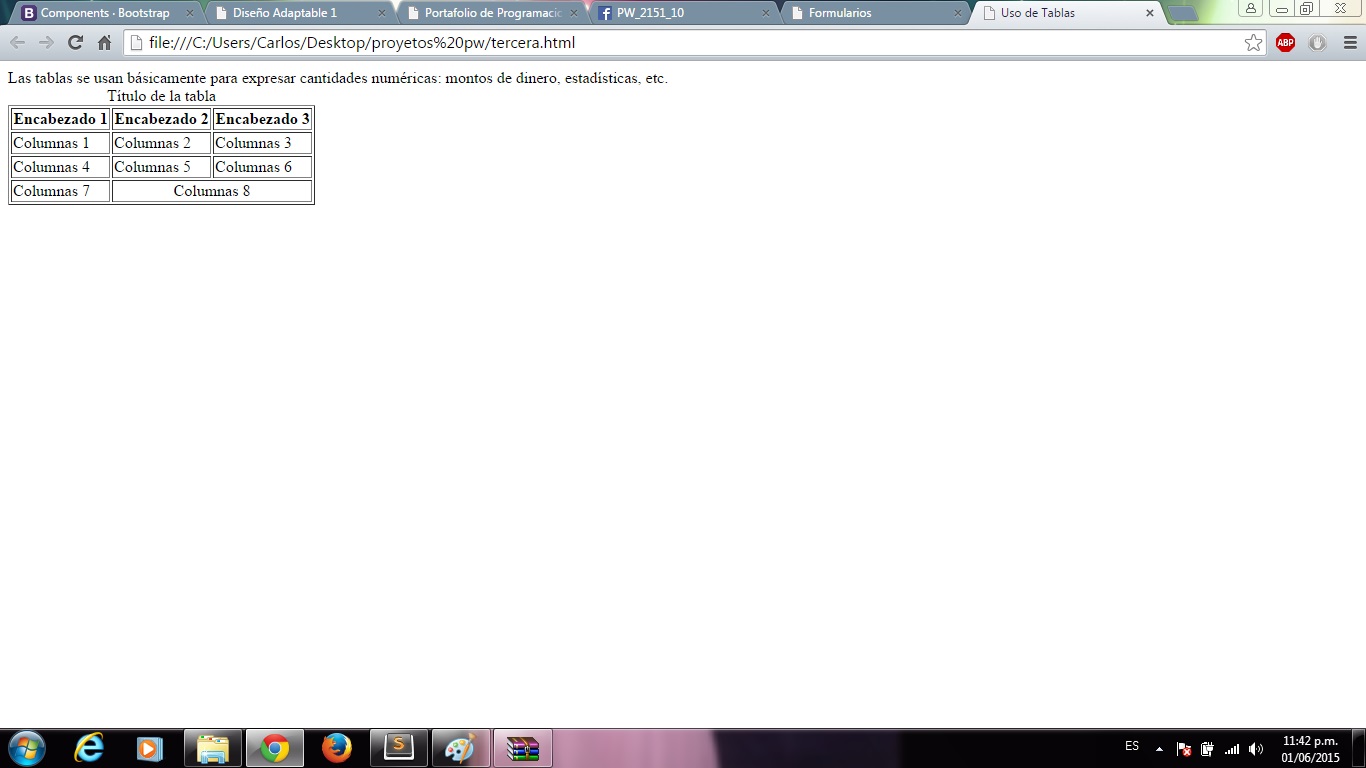 Components · Bootstrap
Diseño Adaptable 1
Portafolio de Programacio
PW_2151_10
Formularios
Uso de Tablas
file:///C:/Users/Carlos/Desktop/proyetos%20pw/tercera.html
ABP
Las tablas se usan básicamente para expresar cantidades numéricas: montos de dinero, estadísticas, etc.
Título de la tabla
Encabezado 1 Encabezado 2 Encabezado 3
Columnas 1 Columnas 2 Columnas 3
Columnas 4 Columnas 5 Columnas 6
Columnas 7 Columnas 8
ES
11:42 p.m.
01/06/2015